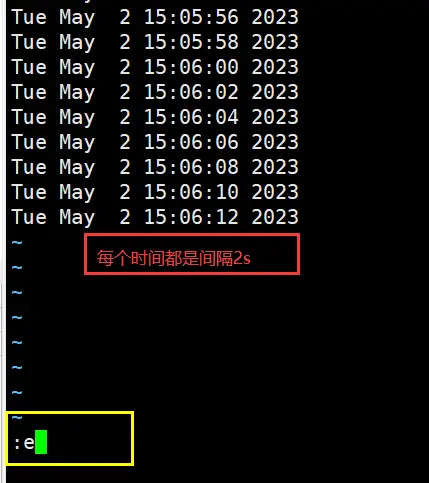 Tue May  2 15:05:56 2023
Tue May  2 15:05:58 2023
Tue May  2 15:06:00 2023
Tue May  2 15:06:02 2023
Tue May  2 15:06:04 2023
Tue May  2 15:06:06 2023
Tue May  2 15:06:08 2023
Tue May  2 15:06:10 2023
Tue May  2 15:06:12 2023
~
每个时间都是间隔2s
~
~
~
~
~
~
~
:e